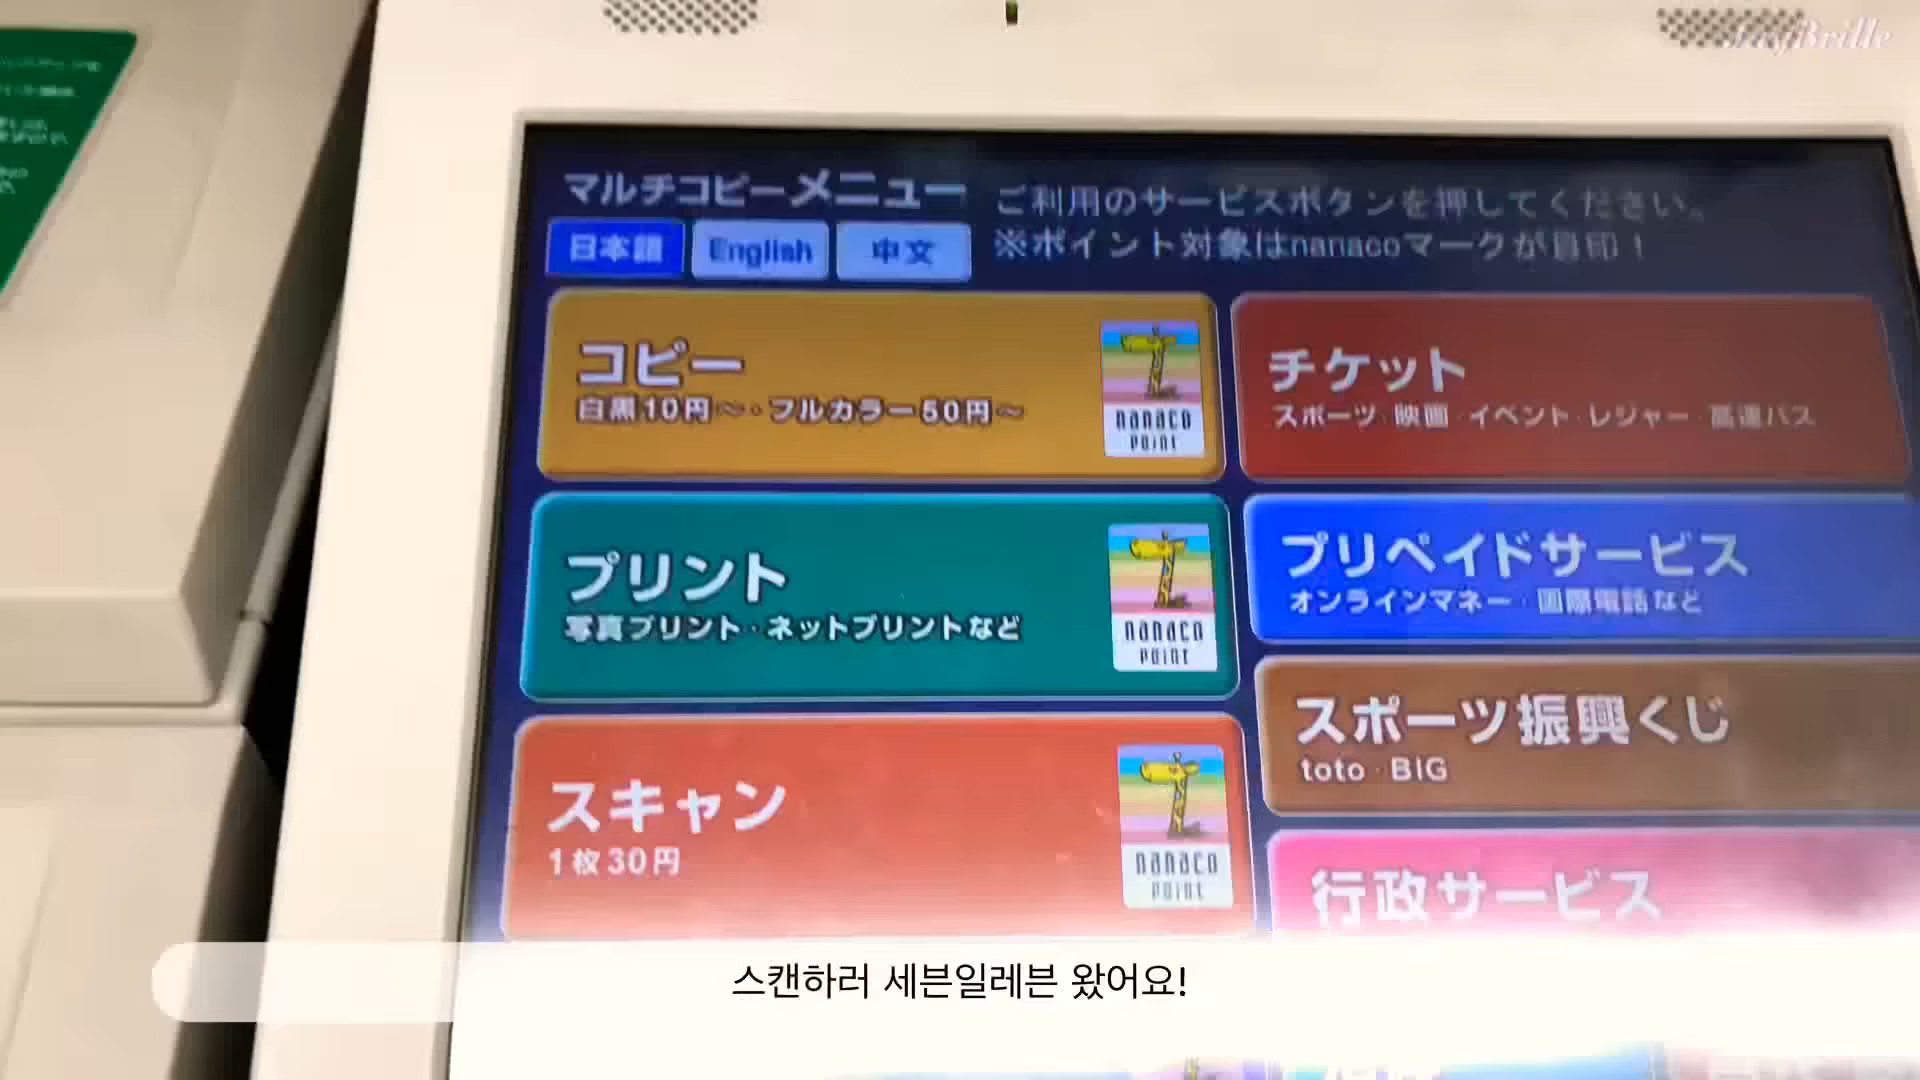 マルチコピーメニュー
ご利用のサービスボタンを押してください。
※ポイント対象はnanacoマークが目印！
日本語
English
中文
コピー
白黒10円～・フルカラー50円～
nanaco
POINT
チケット
スポーツ・映画・イベント・レジャー・高速バス
プリント
写真プリント・ネットプリントなど
nanaco
POINT
プリペイドサービス
オンラインマネー・国際電話など
スポーツ振興くじ
toto・BIG
スキャン
1枚30円
nanaco
POINT
行政サービス
스캔하러 세븐일레븐 왔어요!